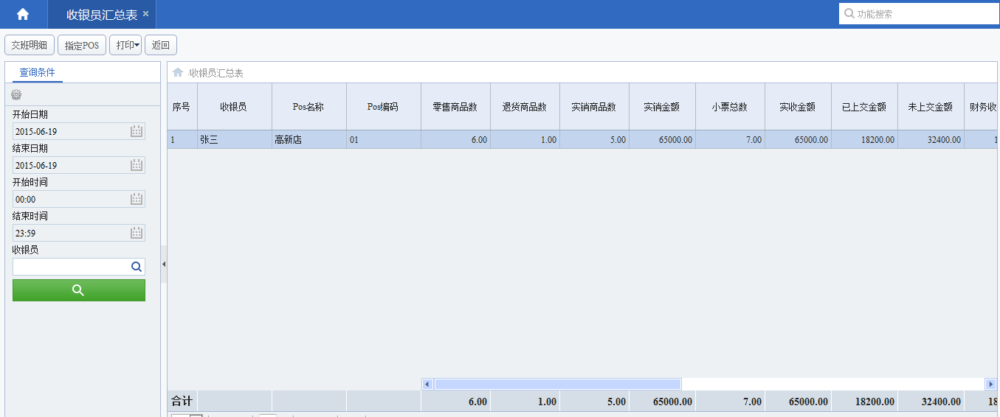 收银员汇总表 ×
功能搜索
交班明细 指定POS 打印 返回
查询条件
/收银员汇总表
开始日期
2015-06-19
结束日期
2015-06-19
开始时间
00:00
结束时间
23:59
收银员
序号 收银员 Pos名称 Pos编码 零售商品数 退货商品数 实销商品数 实销金额 小票总数 实收金额 已上交金额 未上交金额 财务收
1 张三 高新店 01 6.00 1.00 5.00 65000.00 7.00 65000.00 18200.00 32400.00 1
合计 6.00 1.00 5.00 65000.00 7.00 65000.00 18200.00 32400.00 18